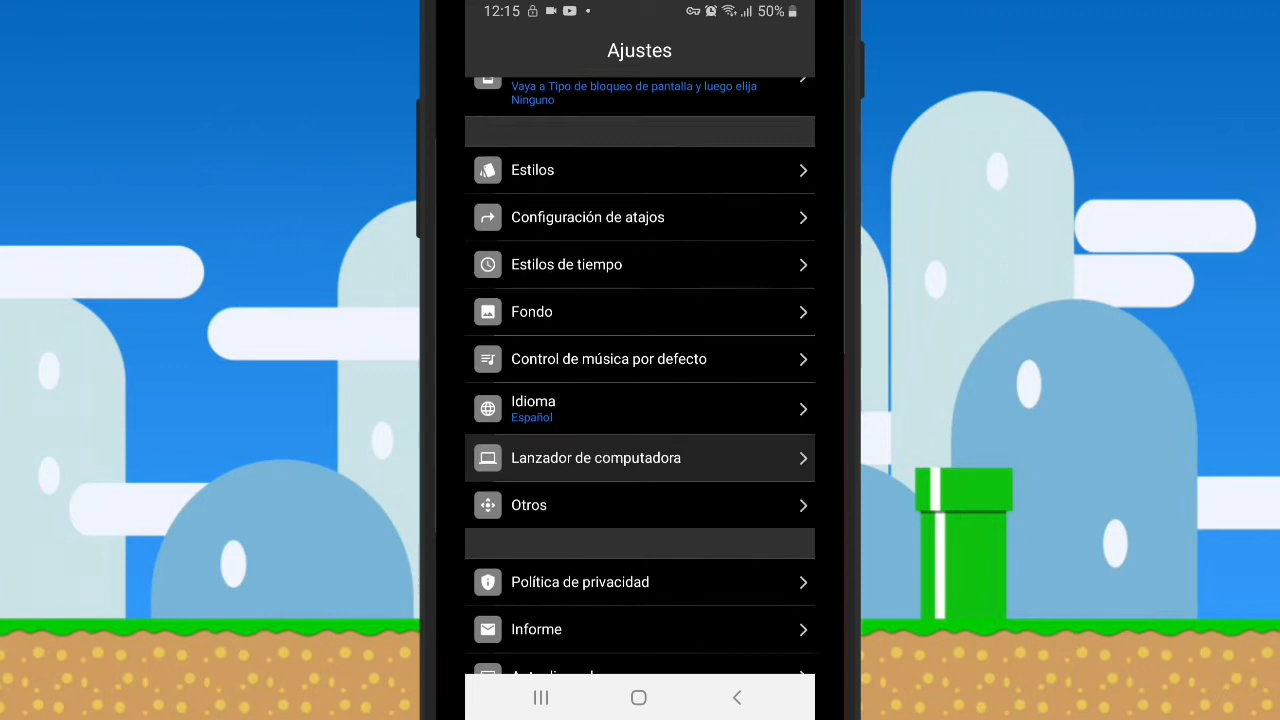 12:15 50%
Ajustes
Vaya a Tipo de bloqueo de pantalla y luego elija
Ninguno
Estilos
Configuración de atajos
Estilos de tiempo
Fondo
Control de música por defecto
Idioma
Español
Lanzador de computadora
Otros
Política de privacidad
Informe